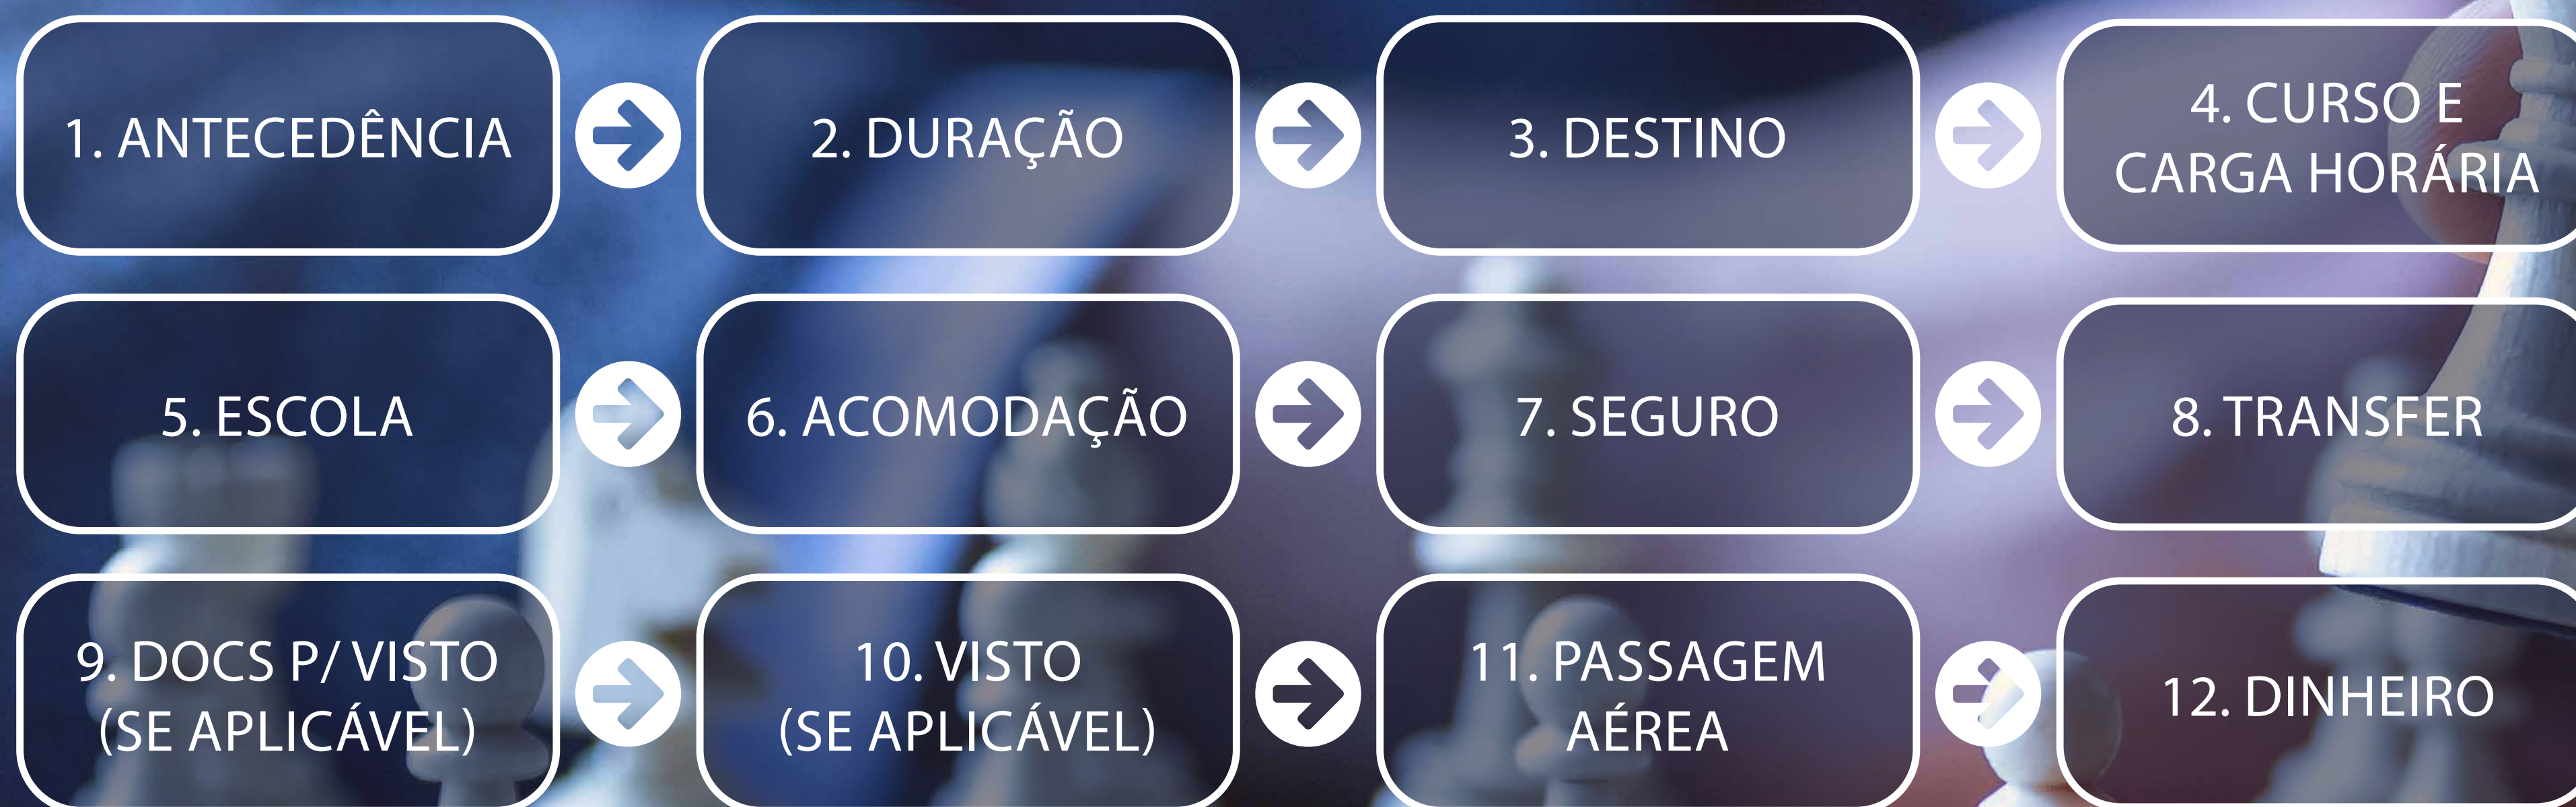 1. ANTECEDÊNCIA
2. DURAÇÃO
3. DESTINO
4. CURSO E
CARGA HORÁRIA
5. ESCOLA
6. ACOMODAÇÃO
7. SEGURO
8. TRANSFER
9. DOCS P/ VISTO
(SE APLICÁVEL)
10. VISTO
(SE APLICÁVEL)
11. PASSAGEM
AÉREA
12. DINHEIRO